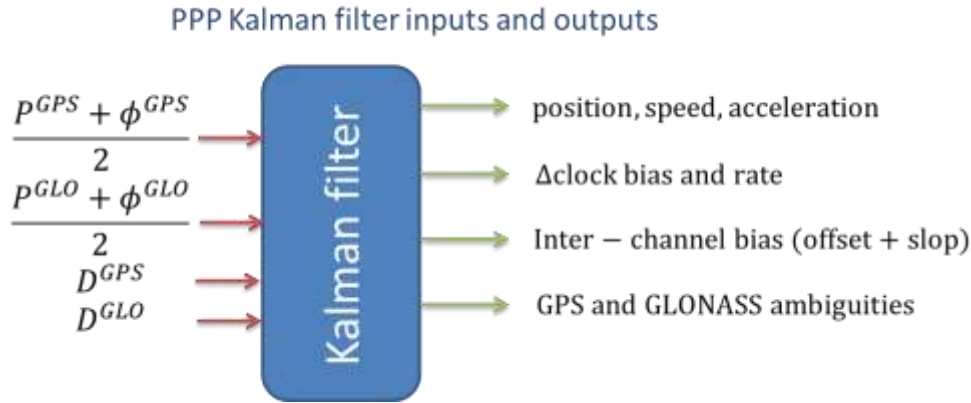 PPP Kalman filter inputs and outputs
P^GPS + ϕ^GPS
2
P^GLO + ϕ^GLO
2
D^GPS
D^GLO
Kalman filter
position, speed, acceleration
Δclock bias and rate
Inter − channel bias (offset + slop)
GPS and GLONASS ambiguities